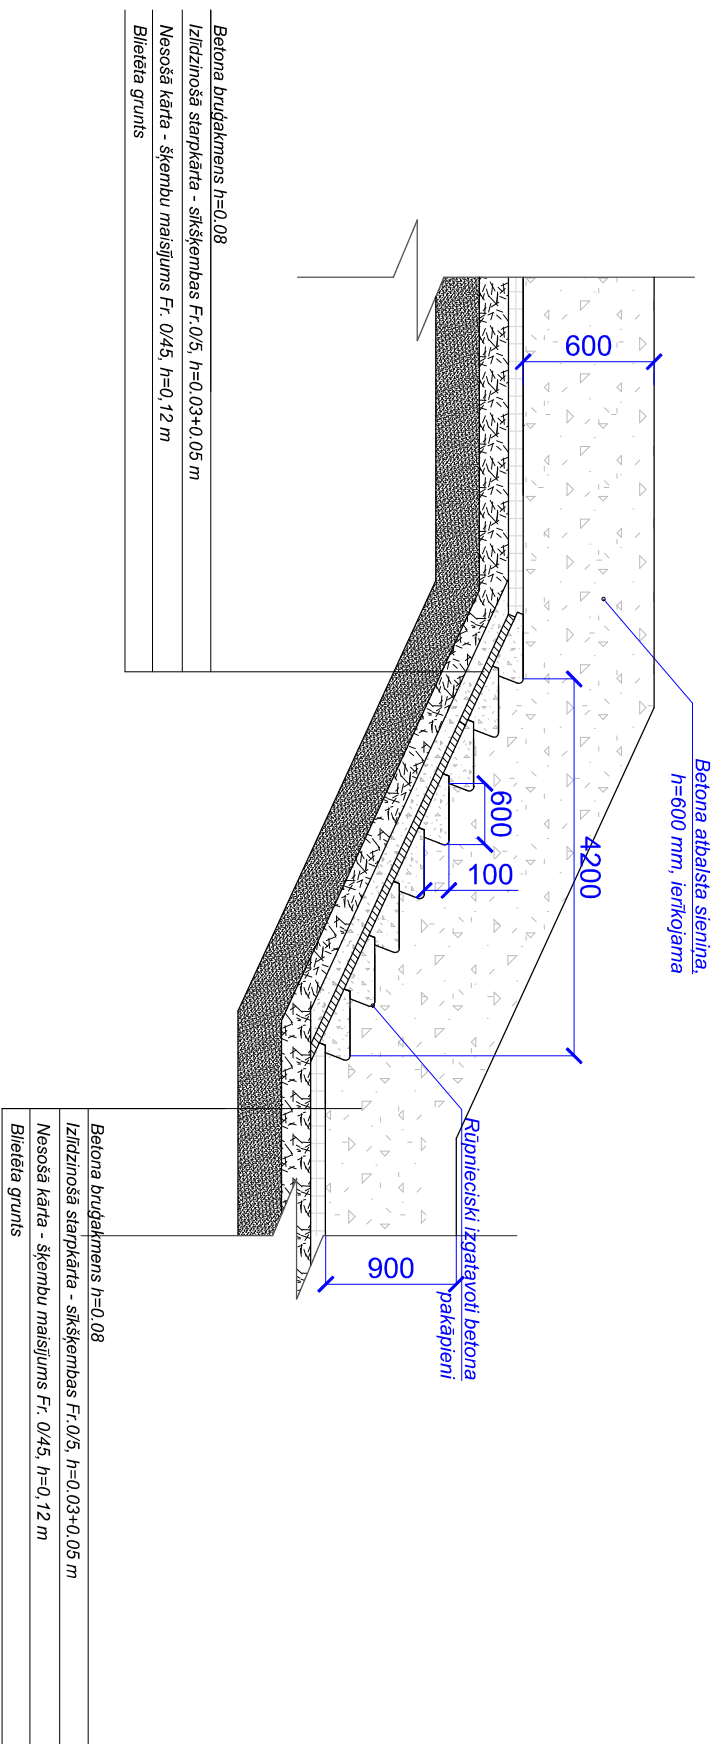 Betona atbalsta sieniņa,
h=600 mm, ierīkojama
600
4200
600
100
Rūpnieciski izgatavoti betona
pakāpieni
900
Betona bruģakmens h=0.08
Izlīdzinošā starpkārta - sīkšķembas Fr.0/5, h=0.03+0.05 m
Nesošā kārta - šķembu maisījums Fr. 0/45, h=0,12 m
Blietēta grunts
Betona bruģakmens h=0.08
Izlīdzinošā starpkārta - sīkšķembas Fr.0/5, h=0.03+0.05 m
Nesošā kārta - šķembu maisījums Fr. 0/45, h=0,12 m
Blietēta grunts